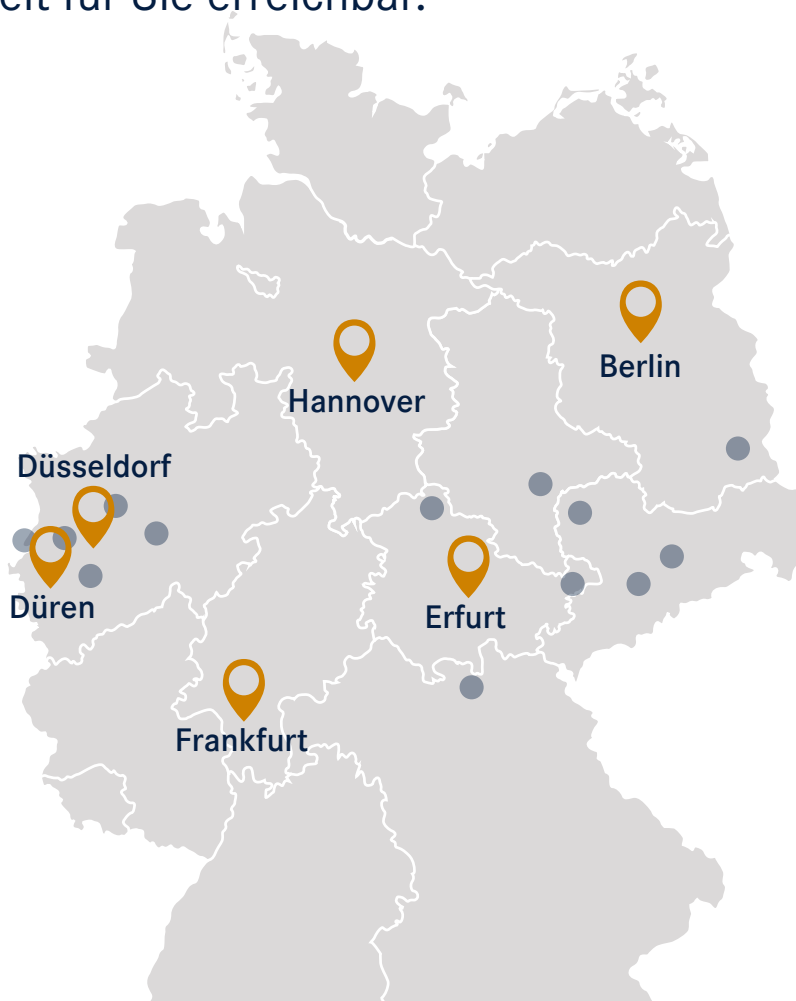 für Sie erreichbar.
Berlin
Hannover
Düsseldorf
Düren
Erfurt
Frankfurt